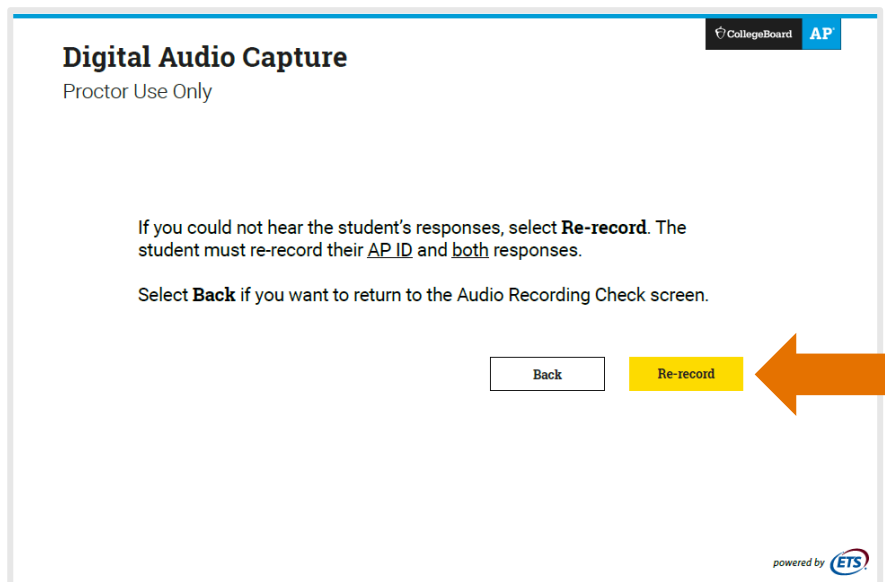 CollegeBoard AP
Digital Audio Capture
Proctor Use Only
If you could not hear the student’s responses, select Re-record. The
student must re-record their AP ID and both responses.
Select Back if you want to return to the Audio Recording Check screen.
Back Re-record
powered by ETS